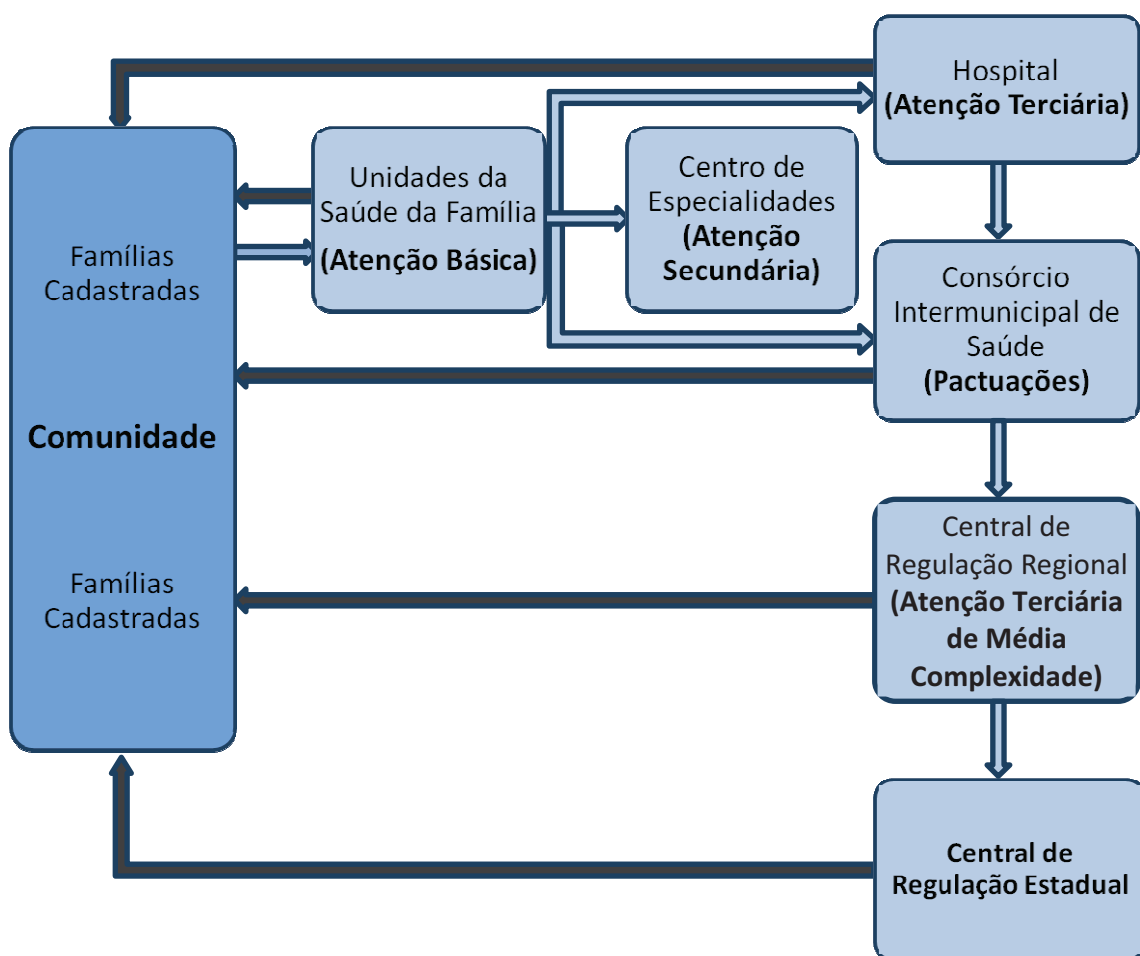 Hospital
(Atenção Terciária)
Unidades da
Saúde da Família
(Atenção Básica)
Centro de
Especialidades
(Atenção
Secundária)
Famílias
Cadastradas
Consórcio
Intermunicipal de
Saúde
(Pactuações)
Comunidade
Central de
Regulação Regional
(Atenção Terciária
de Média
Complexidade)
Famílias
Cadastradas
Central de
Regulação Estadual